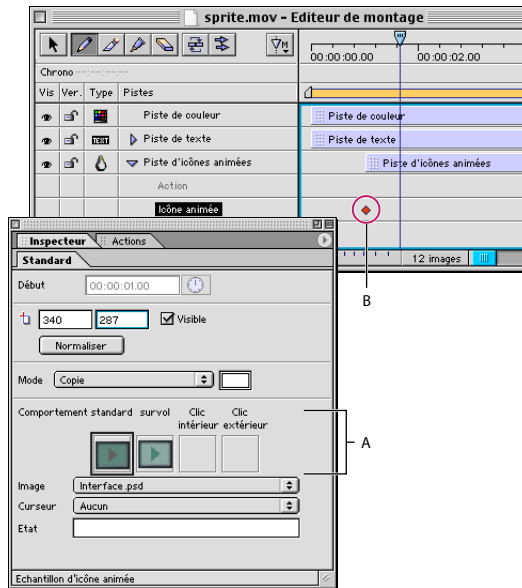 sprite.mov – Editeur de montage
00:00:00.00 00:00:02.00
Chrono --:--:--.--
Vis Ver. Type Pistes
Piste de couleur Piste de couleur
TEXT Piste de texte Piste de texte
Piste d'icônes animées Piste d'icônes animées
Action
Icône animée
12 images
B
Inspecteur Actions
Standard
Début 00:00:01.00
340 287 Visible
Normaliser
Mode Copie
Comportement standard survol Clic intérieur Clic extérieur
A
Image Interface.psd
Curseur Aucun
Etat
Echantillon d'icône animée